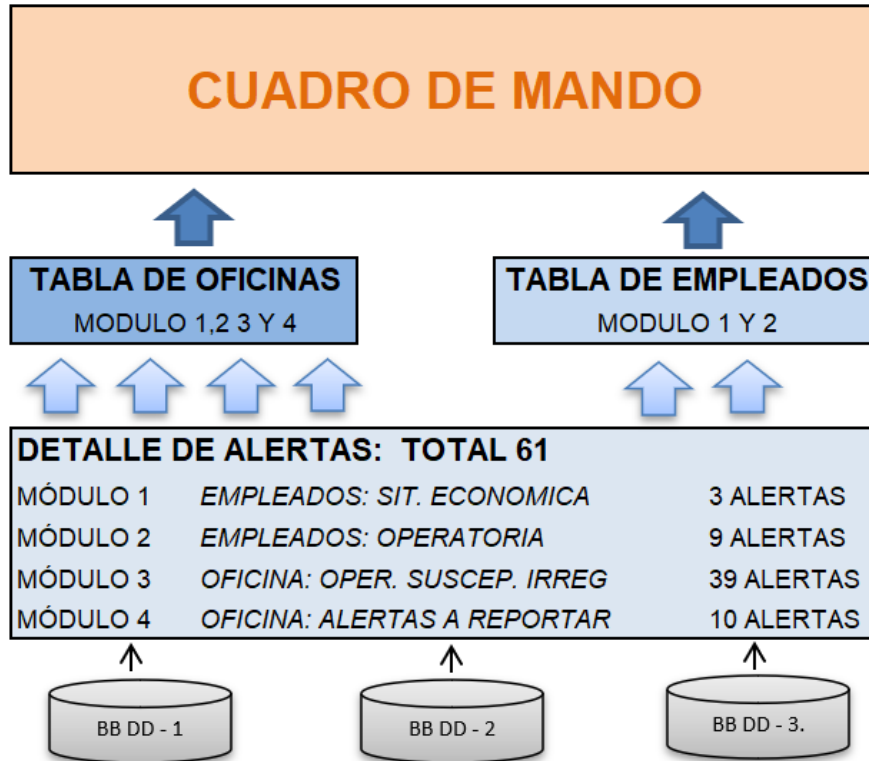 CUADRO DE MANDO
TABLA DE OFICINAS
MODULO 1,2 3 Y 4
TABLA DE EMPLEADOS
MODULO 1 Y 2
DETALLE DE ALERTAS: TOTAL 61
MÓDULO 1 EMPLEADOS: SIT. ECONOMICA 3 ALERTAS
MÓDULO 2 EMPLEADOS: OPERATORIA 9 ALERTAS
MÓDULO 3 OFICINA: OPER. SUSCEP. IRREG 39 ALERTAS
MÓDULO 4 OFICINA: ALERTAS A REPORTAR 10 ALERTAS
BB DD - 1
BB DD - 2
BB DD - 3.